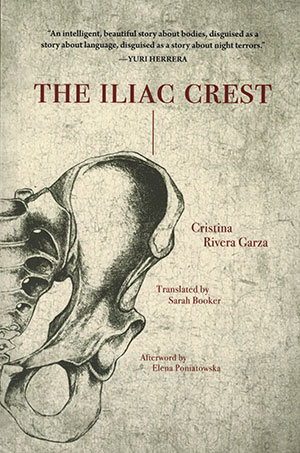 "An intelligent, beautiful story about bodies, disguised as a
story about language, disguised as a story about night terrors."
—YURI HERRERA
THE ILIAC CREST
Cristina
Rivera Garza
Translated by
Sarah Booker
Afterword by
Elena Poniatowska